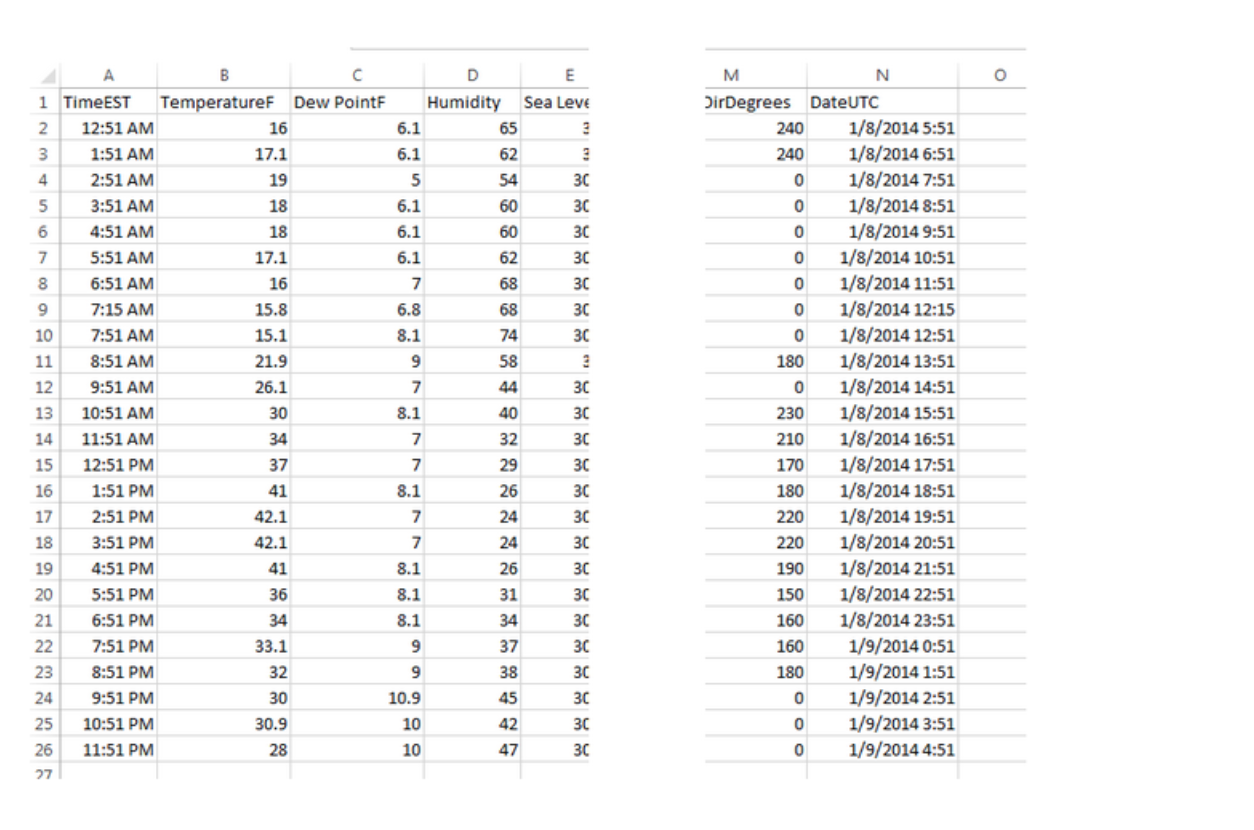 A B C D E M N O
1 TimeEST TemperatureF Dew PointF Humidity Sea Leve DirDegrees DateUTC
2 12:51 AM 16 6.1 65 3 240 1/8/2014 5:51
3 1:51 AM 17.1 6.1 62 3 240 1/8/2014 6:51
4 2:51 AM 19 5 54 30 0 1/8/2014 7:51
5 3:51 AM 18 6.1 60 30 0 1/8/2014 8:51
6 4:51 AM 18 6.1 60 30 0 1/8/2014 9:51
7 5:51 AM 17.1 6.1 62 30 0 1/8/2014 10:51
8 6:51 AM 16 7 68 30 0 1/8/2014 11:51
9 7:15 AM 15.8 6.8 68 30 0 1/8/2014 12:15
10 7:51 AM 15.1 8.1 74 30 0 1/8/2014 12:51
11 8:51 AM 21.9 9 58 3 180 1/8/2014 13:51
12 9:51 AM 26.1 7 44 30 0 1/8/2014 14:51
13 10:51 AM 30 8.1 40 30 230 1/8/2014 15:51
14 11:51 AM 34 7 32 30 210 1/8/2014 16:51
15 12:51 PM 37 7 29 30 170 1/8/2014 17:51
16 1:51 PM 41 8.1 26 30 180 1/8/2014 18:51
17 2:51 PM 42.1 7 24 30 220 1/8/2014 19:51
18 3:51 PM 42.1 7 24 30 220 1/8/2014 20:51
19 4:51 PM 41 8.1 26 30 190 1/8/2014 21:51
20 5:51 PM 36 8.1 31 30 150 1/8/2014 22:51
21 6:51 PM 34 8.1 34 30 160 1/8/2014 23:51
22 7:51 PM 33.1 9 37 30 160 1/9/2014 0:51
23 8:51 PM 32 9 38 30 180 1/9/2014 1:51
24 9:51 PM 30 10.9 45 30 0 1/9/2014 2:51
25 10:51 PM 30.9 10 42 30 0 1/9/2014 3:51
26 11:51 PM 28 10 47 30 0 1/9/2014 4:51
27